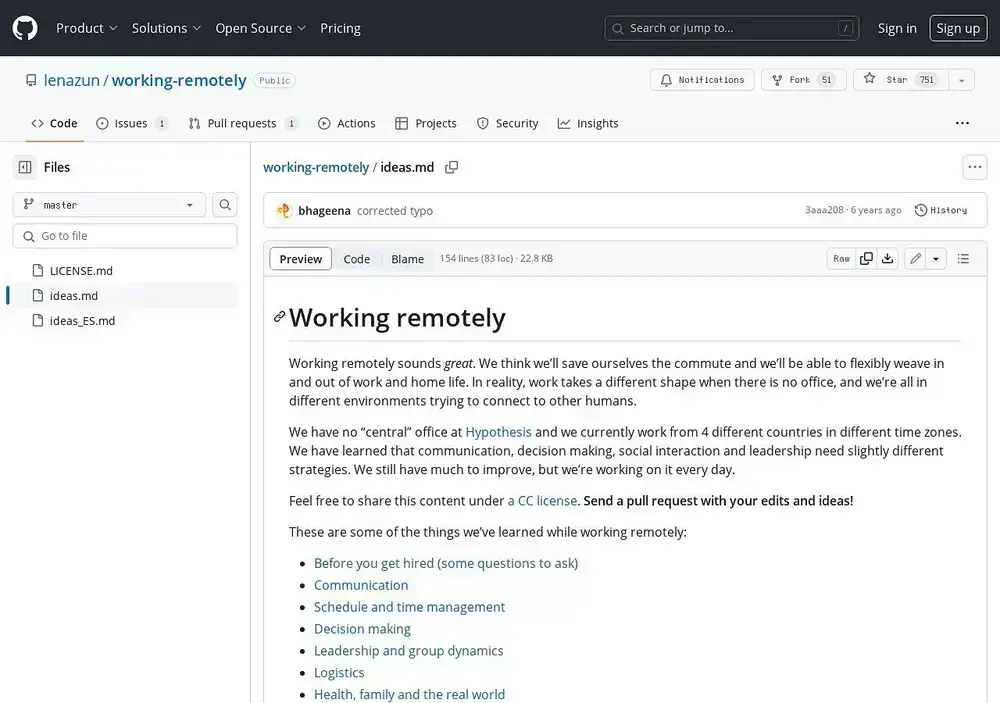 Product Solutions Open Source Pricing Search or jump to... / Sign in Sign up
lenazun / working-remotely Public Notifications Fork 51 Star 751
Code Issues 1 Pull requests 1 Actions Projects Security Insights ...
Files
master
Go to file
LICENSE.md
ideas.md
ideas_ES.md
working-remotely / ideas.md
bhageena corrected typo 3aaa208 · 6 years ago History
Preview Code Blame 154 lines (83 loc) · 22.8 KB Raw
Working remotely
Working remotely sounds great. We think we’ll save ourselves the commute and we’ll be able to flexibly weave in
and out of work and home life. In reality, work takes a different shape when there is no office, and we’re all in
different environments trying to connect to other humans.
We have no “central” office at Hypothesis and we currently work from 4 different countries in different time zones.
We have learned that communication, decision making, social interaction and leadership need slightly different
strategies. We still have much to improve, but we’re working on it every day.
Feel free to share this content under a CC license. Send a pull request with your edits and ideas!
These are some of the things we’ve learned while working remotely:
• Before you get hired (some questions to ask)
• Communication
• Schedule and time management
• Decision making
• Leadership and group dynamics
• Logistics
• Health, family and the real world